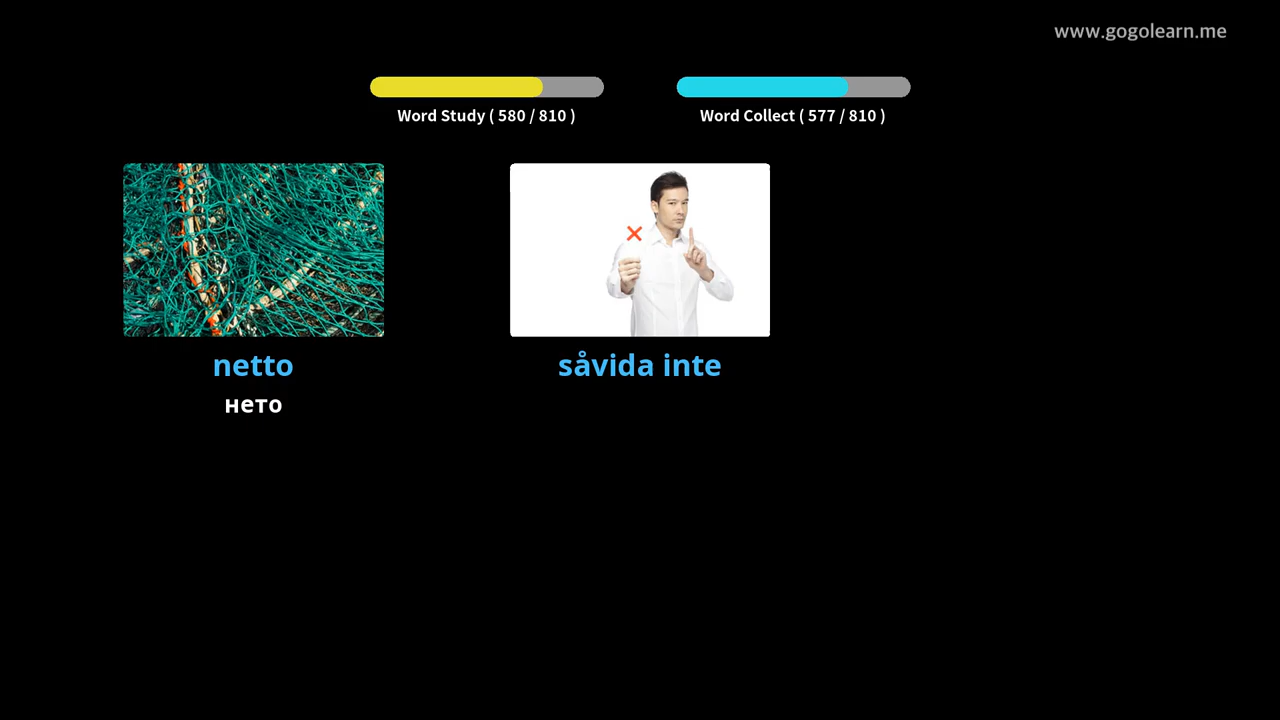 www.gogolearn.me
Word Study ( 580 / 810 )
Word Collect ( 577 / 810 )
netto
нето
såvida inte